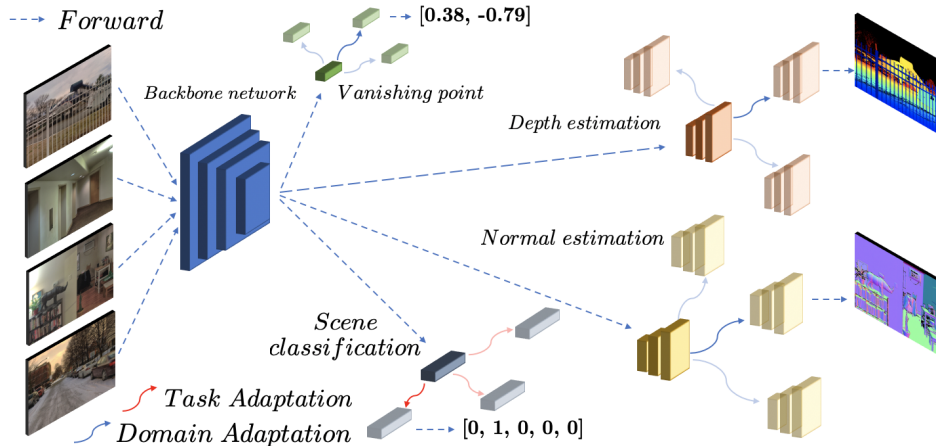 Forward
[0.38, -0.79]
Backbone network
Vanishing point
Depth estimation
Normal estimation
Scene
classification
Task Adaptation
Domain Adaptation
[0, 1, 0, 0, 0]